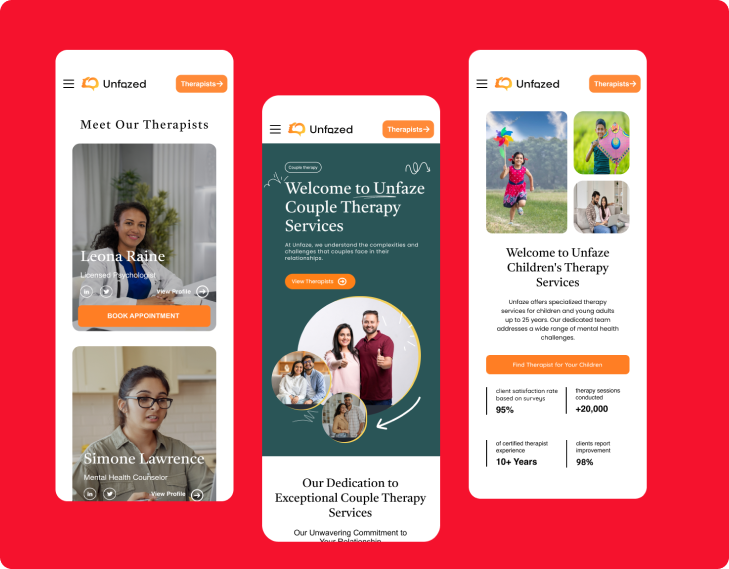 Unfazed
Therapists
Meet Our Therapists
Leona Raine
Licensed Psychologist
in
View Profile
BOOK APPOINTMENT
Simone Lawrence
Mental Health Counselor
in
View Profile
Unfazed
Therapists
Couple therapy
Welcome to Unfaze
Couple Therapy
Services
At Unfaze, we understand the complexities and
challenges that couples face in their
relationships.
View Therapists
Our Dedication to
Exceptional Couple Therapy
Services
Our Unwavering Commitment to
Your Relationship
Unfazed
Therapists
Welcome to Unfaze
Children's Therapy
Services
Unfaze offers specialized therapy
services for children and young adults
up to 25 years. Our dedicated team
addresses a wide range of mental health
challenges.
Find Therapist for Your Children
client satisfaction rate
based on surveys
95%
therapy sessions
conducted
+20,000
of certified therapist
experience
10+ Years
clients report
improvement
98%